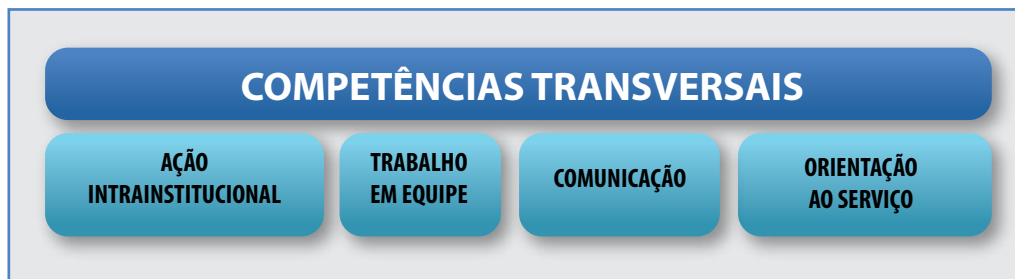 COMPETÊNCIAS TRANSVERSAIS
AÇÃO
INTRAINSTITUCIONAL
TRABALHO
EM EQUIPE
COMUNICAÇÃO
ORIENTAÇÃO
AO SERVIÇO